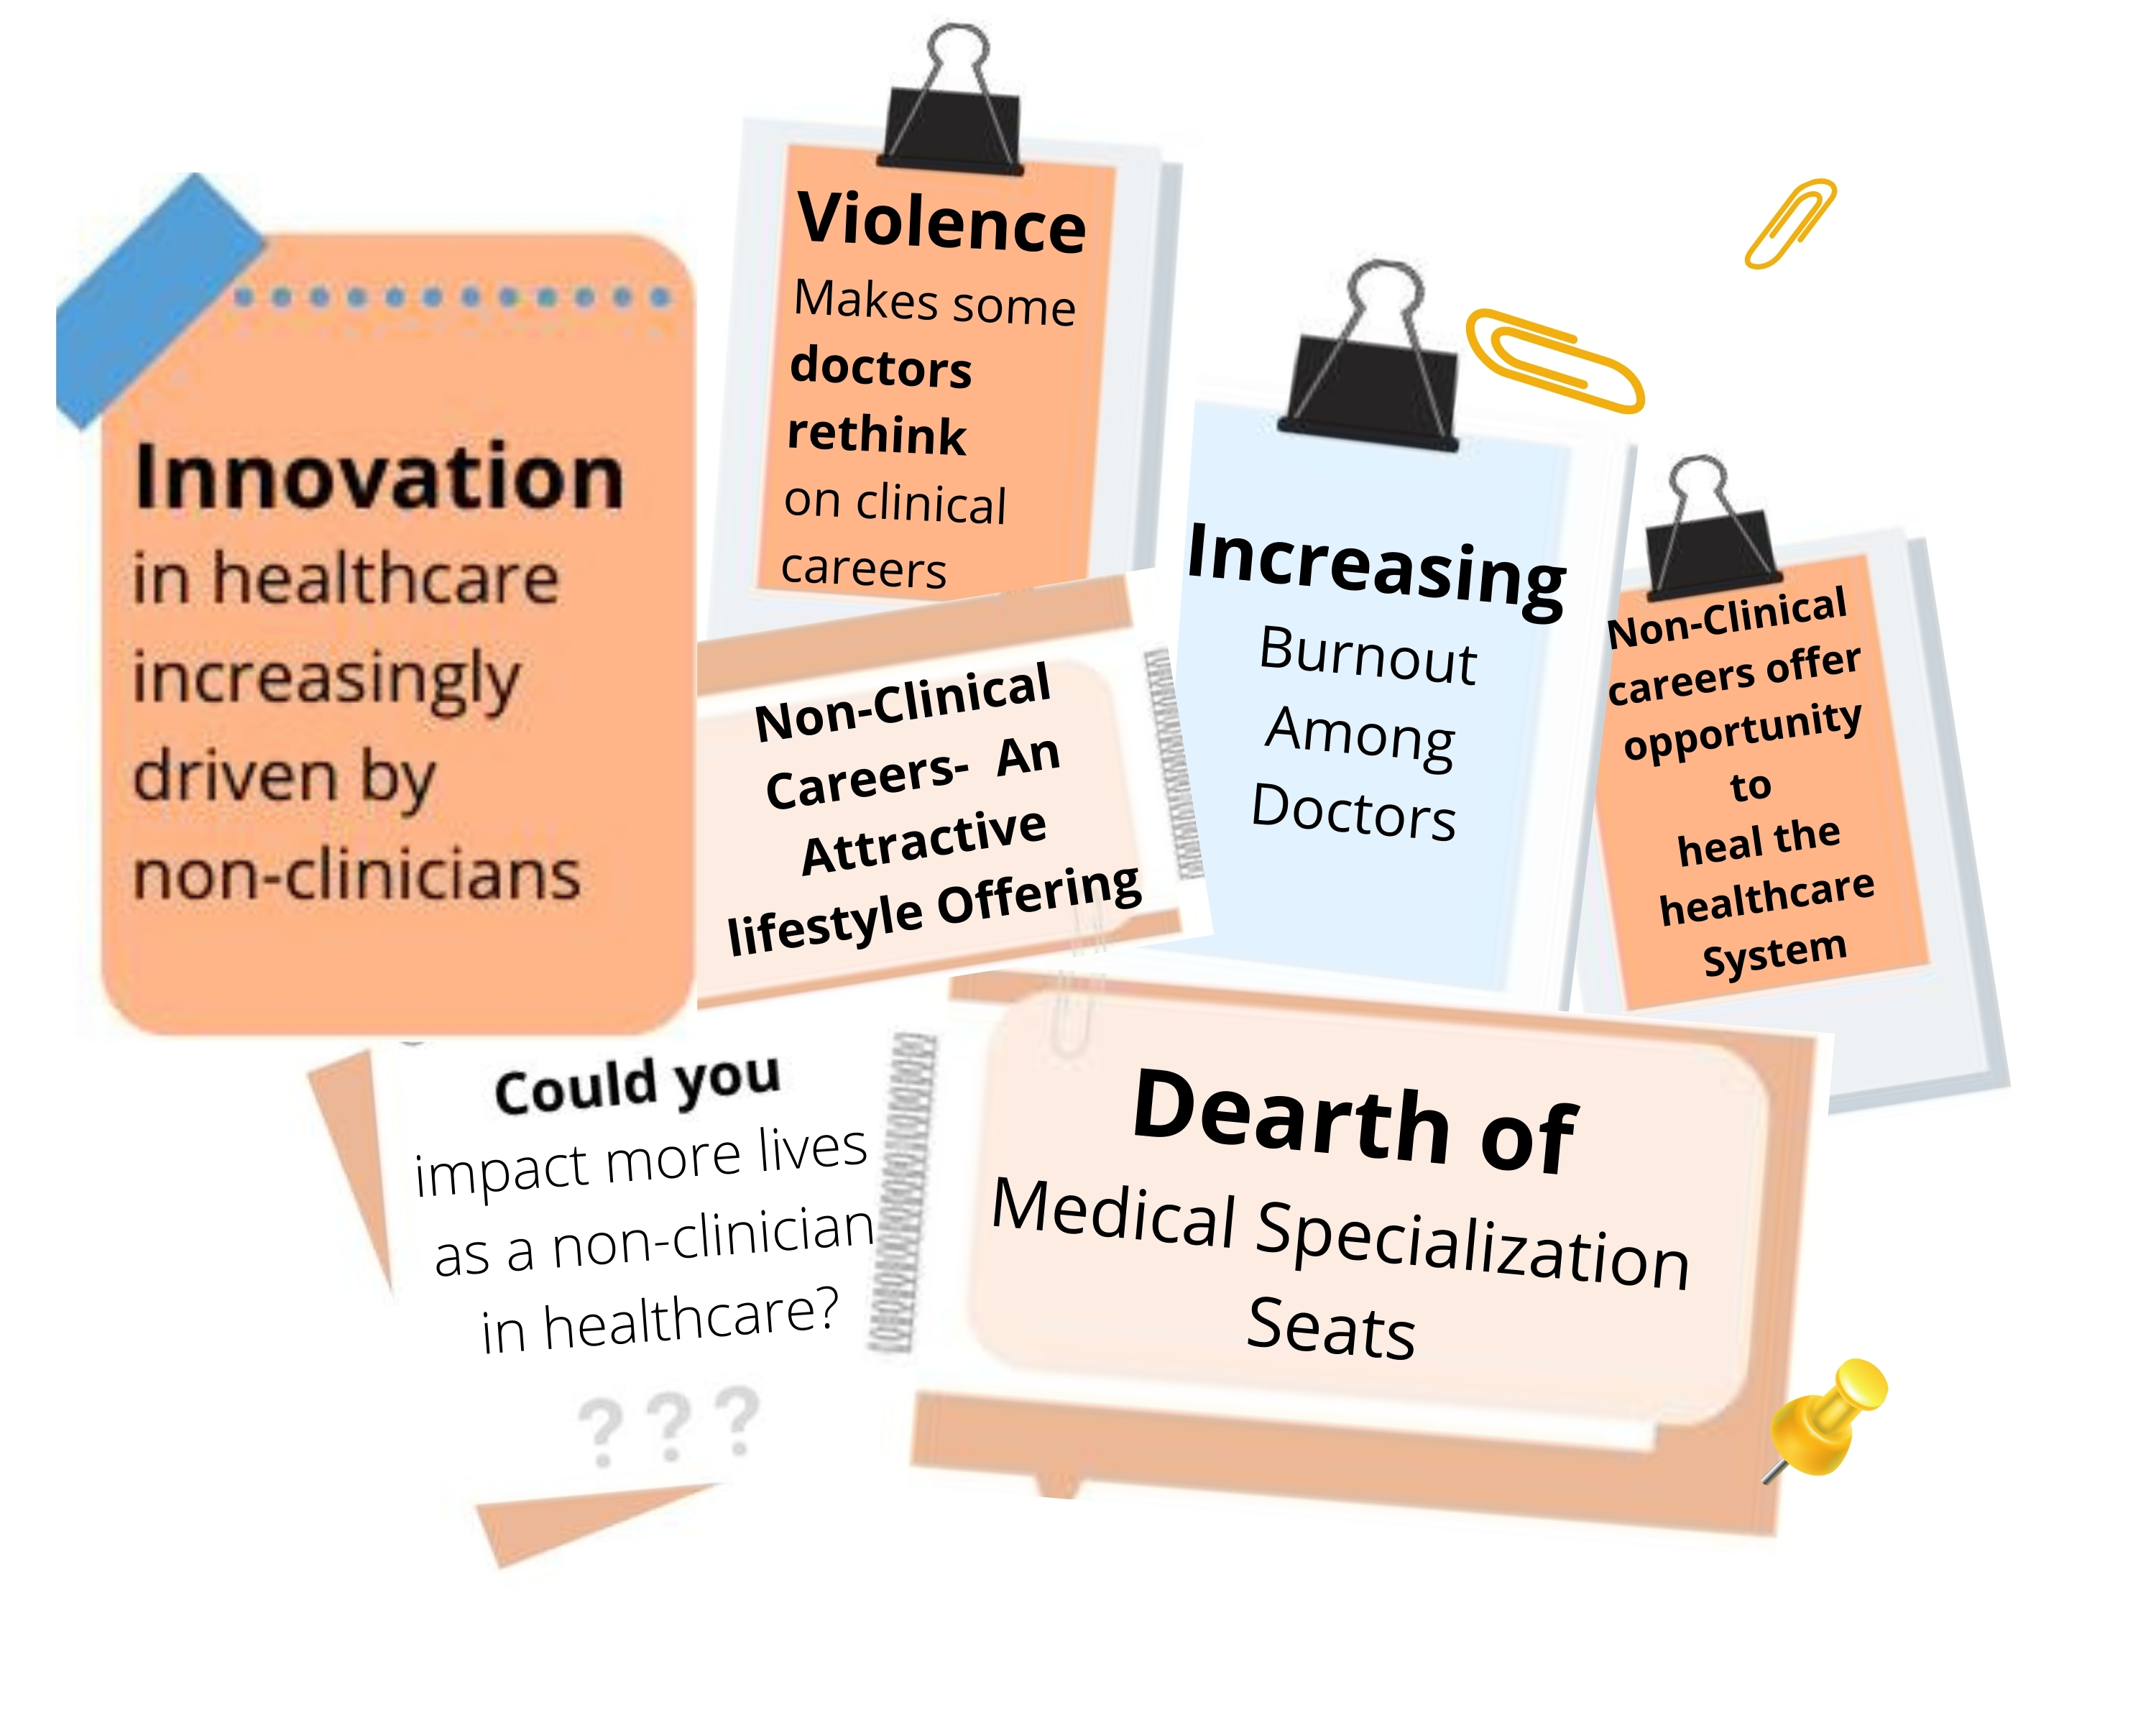 Innovation
in healthcare
increasingly
driven by
non-clinicians
Violence
Makes some
doctors
rethink
on clinical
careers
Non-Clinical
Careers- An
Attractive
lifestyle Offering
Increasing
Burnout
Among
Doctors
Non-Clinical
careers offer
opportunity
to
heal the
healthcare
System
Could you
impact more lives
as a non-clinician
in healthcare?
???
Dearth of
Medical Specialization
Seats